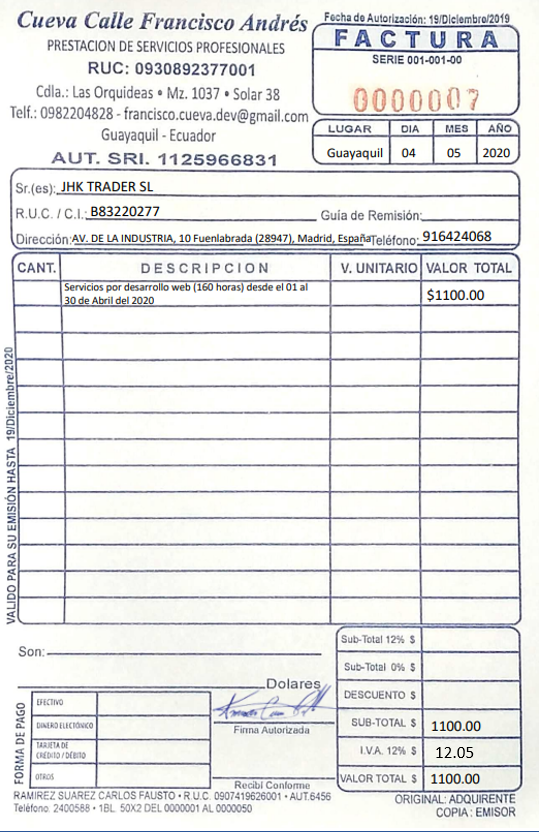 Cueva Calle Francisco Andrés
PRESTACION DE SERVICIOS PROFESIONALES
RUC: 0930892377001
Cdla.: Las Orquideas • Mz. 1037 • Solar 38
Telf.: 0982204828 - francisco.cueva.dev@gmail.com
Guayaquil - Ecuador
AUT. SRI. 1125966831
Fecha de Autorización: 19/Diciembre/2019
FACTURA
SERIE 001-001-00
0000007
LUGAR DIA MES AÑO
Guayaquil 04 05 2020
Sr.(es): JHK TRADER SL
R.U.C. / C.I.: B83220277 Guía de Remisión:
Dirección: AV. DE LA INDUSTRIA, 10 Fuenlabrada (28947), Madrid, España Teléfono: 916424068
CANT. DESCRIPCION V. UNITARIO VALOR TOTAL
Servicios por desarrollo web (160 horas) desde el 01 al
30 de Abril del 2020
$1100.00
VALIDO PARA SU EMISIÓN HASTA 19/Diciembre/2020
Son:
Dolares
FORMA DE PAGO
EFECTIVO
DINERO ELECTRÓNICO
TARJETA DE
CRÉDITO / DÉBITO
OTROS
Firma Autorizada
Recibí Conforme
Sub-Total 12% $
Sub-Total 0% $
DESCUENTO $
SUB-TOTAL $ 1100.00
I.V.A. 12% $ 12.05
VALOR TOTAL $ 1100.00
RAMIREZ SUAREZ CARLOS FAUSTO • R.U.C. 0907419626001 • AUT.6456
Teléfono: 2400588 • 1BL. 50X2 DEL 0000001 AL 0000050
ORIGINAL: ADQUIRENTE
COPIA : EMISOR